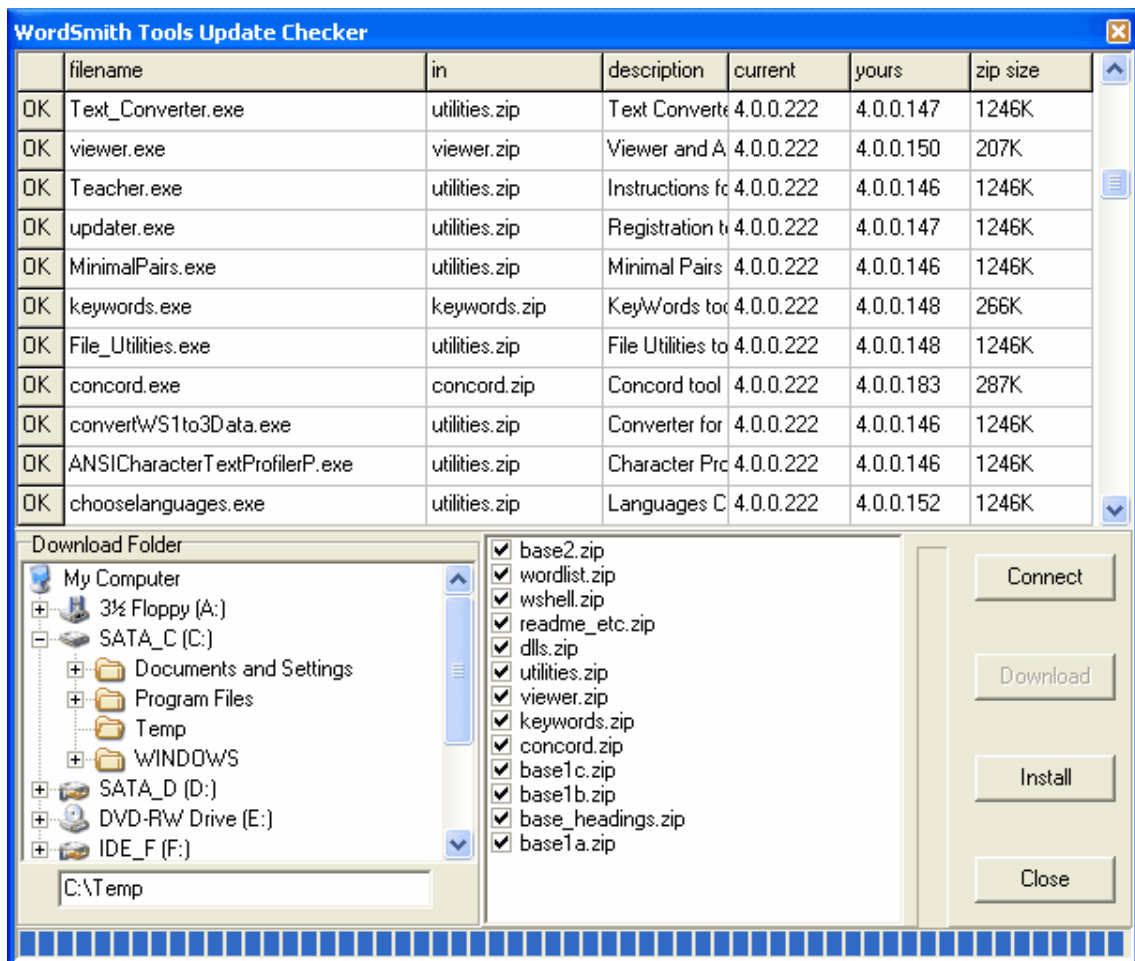 WordSmith Tools Update Checker
filename in description current yours zip size
OK Text_Converter.exe utilities.zip Text Converte 4.0.0.222 4.0.0.147 1246K
OK viewer.exe viewer.zip Viewer and A 4.0.0.222 4.0.0.150 207K
OK Teacher.exe utilities.zip Instructions fo 4.0.0.222 4.0.0.146 1246K
OK updater.exe utilities.zip Registration to 4.0.0.222 4.0.0.147 1246K
OK MinimalPairs.exe utilities.zip Minimal Pairs 4.0.0.222 4.0.0.146 1246K
OK keywords.exe keywords.zip KeyWords too 4.0.0.222 4.0.0.148 266K
OK File_Utilities.exe utilities.zip File Utilities to 4.0.0.222 4.0.0.148 1246K
OK concord.exe concord.zip Concord tool 4.0.0.222 4.0.0.183 287K
OK convertWS1to3Data.exe utilities.zip Converter for 4.0.0.222 4.0.0.146 1246K
OK ANSICharacterTextProfilerP.exe utilities.zip Character Pro 4.0.0.222 4.0.0.146 1246K
OK chooselanguages.exe utilities.zip Languages C 4.0.0.222 4.0.0.152 1246K
Download Folder
My Computer
3½ Floppy (A:)
SATA_C (C:)
Documents and Settings
Program Files
Temp
WINDOWS
SATA_D (D:)
DVD-RW Drive (E:)
IDE_F (F:)
C:\Temp
base2.zip
wordlist.zip
wshell.zip
readme_etc.zip
dlls.zip
utilities.zip
viewer.zip
keywords.zip
concord.zip
base1c.zip
base1b.zip
base_headings.zip
base1a.zip
Connect
Download
Install
Close